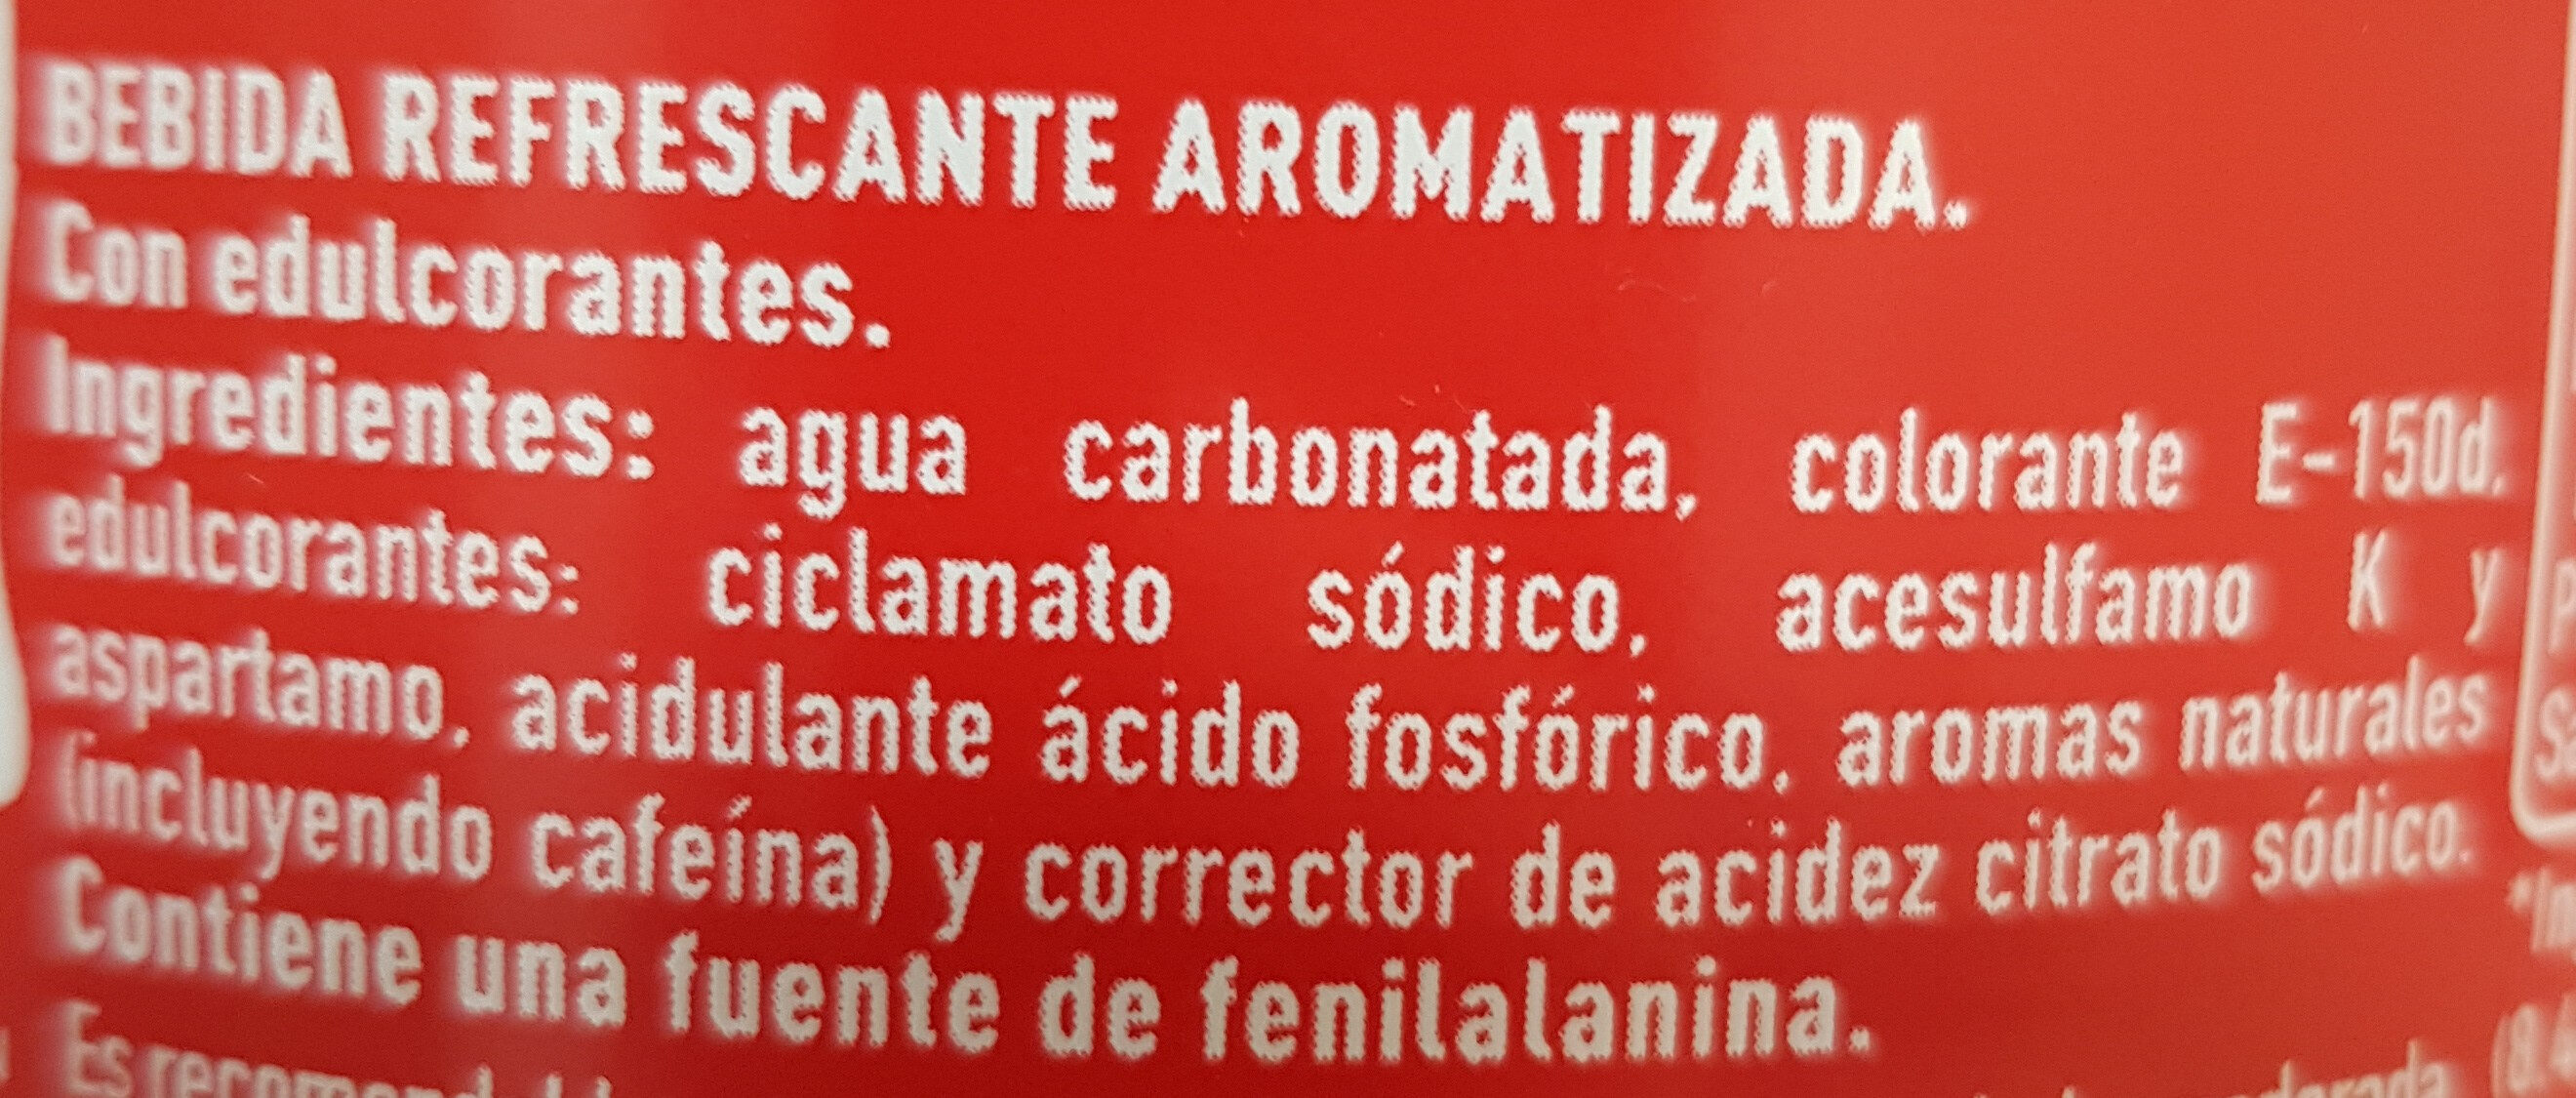 BEBIDA REFRESCANTE AROMATIZADA.
Con edulcorantes.
Ingredientes: agua carbonatada, colorante E-150d,
edulcorantes: ciclamato sódico, acesulfamo K y
aspartamo, acidulante ácido fosfórico, aromas naturales
(incluyendo cafeína) y corrector de acidez citrato sódico.
Contiene una fuente de fenilalanina.
Es